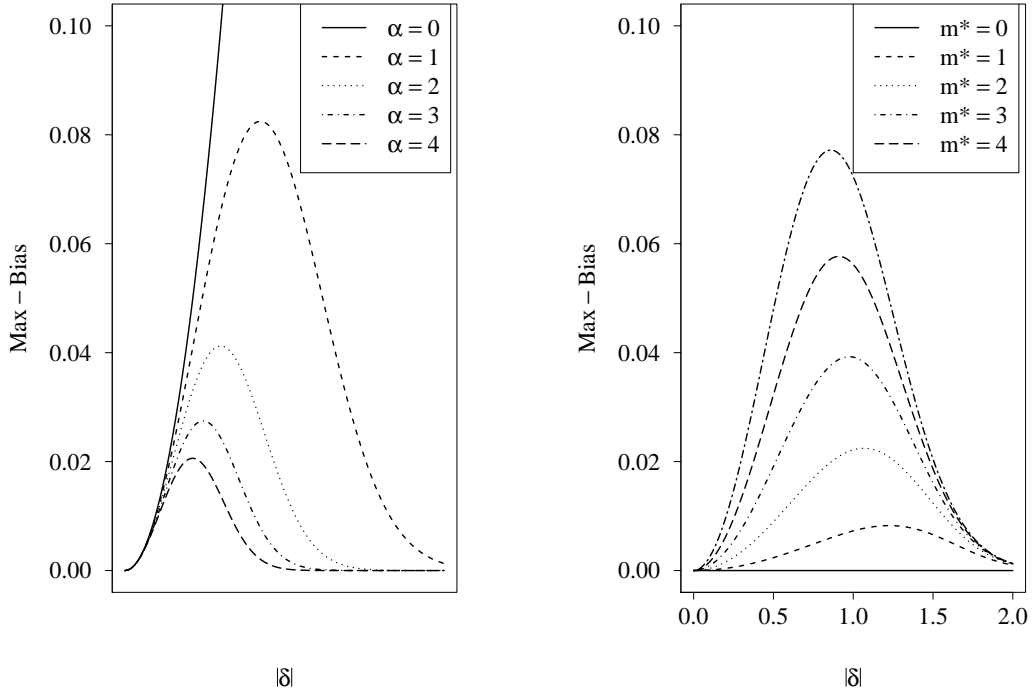 0.10
0.08
0.06
0.04
0.02
0.00
Max – Bias
|δ|
α = 0
α = 1
α = 2
α = 3
α = 4
0.10
0.08
0.06
0.04
0.02
0.00
Max – Bias
0.0 0.5 1.0 1.5 2.0
|δ|
m* = 0
m* = 1
m* = 2
m* = 3
m* = 4